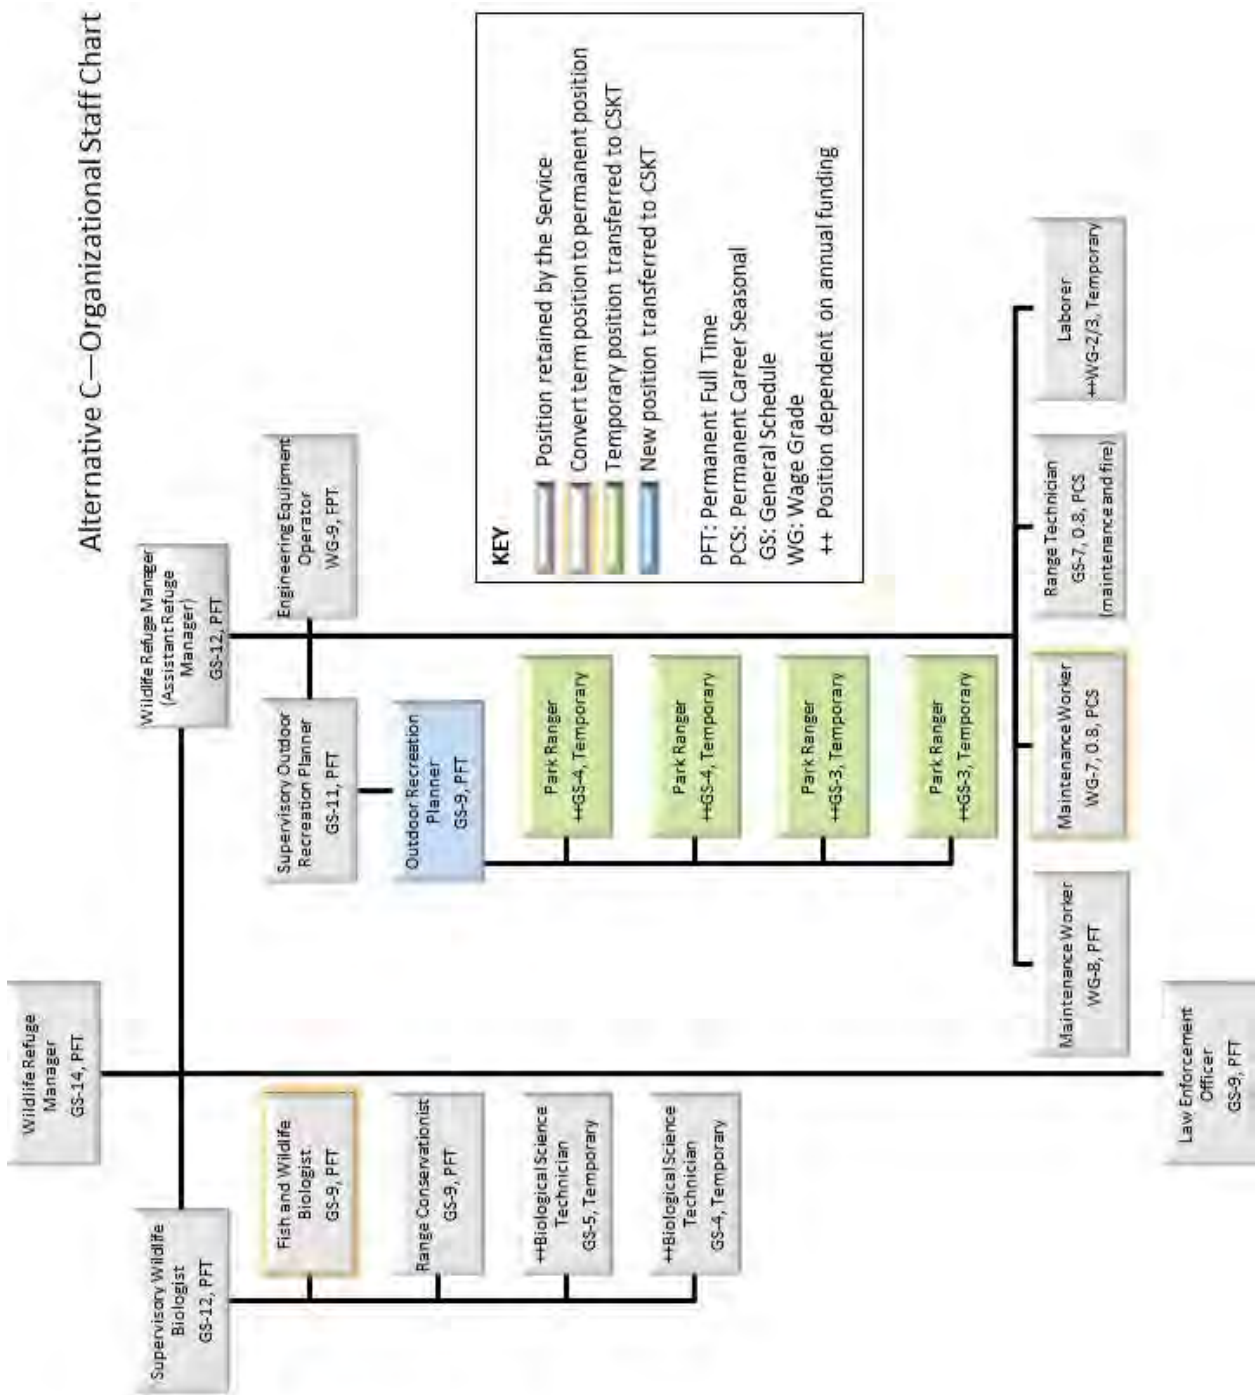 Alternative C—Organizational Staff Chart
Wildlife Refuge
Manager
GS-14, PFT
Supervisory Wildlife
Biologist
GS-12, PFT
Wildlife Refuge Manager
(Assistant Refuge
Manager)
GS-12, PFT
Fish and Wildlife
Biologist.
GS-9, PFT
Range Conservationist
GS-9, PFT
++Biological Science
Technician
GS-5, Temporary
++Biological Science
Technician
GS-4, Temporary
Supervisory Outdoor
Recreation Planner
GS-11, PFT
Engineering Equipment
Operator
WG-9, FPT.
Outdoor Recreation
Planner
GS-9, PFT
Park Ranger
++GS-4, Temporary
Park Ranger
++GS-4, Temporary
Park Ranger
++GS-3, Temporary
Park Ranger
++GS-3, Temporary
Maintenance Worker
WG-8, PFT
Maintenance Worker
WG-7, 0.8, PCS
Range Technician
GS-7, 0.8, PCS
(maintenance and fire)
Laborer
++WG-2/3, Temporary
Law Enforcement
Officer
GS-9, PFT
KEY
Position retained by the Service
Convert term position to permanent position
Temporary position transferred to CSKT
New position transferred to CSKT
PFT: Permanent Full Time
PCS: Permanent Career Seasonal
GS: General Schedule
WG: Wage Grade
++ Position dependent on annual funding